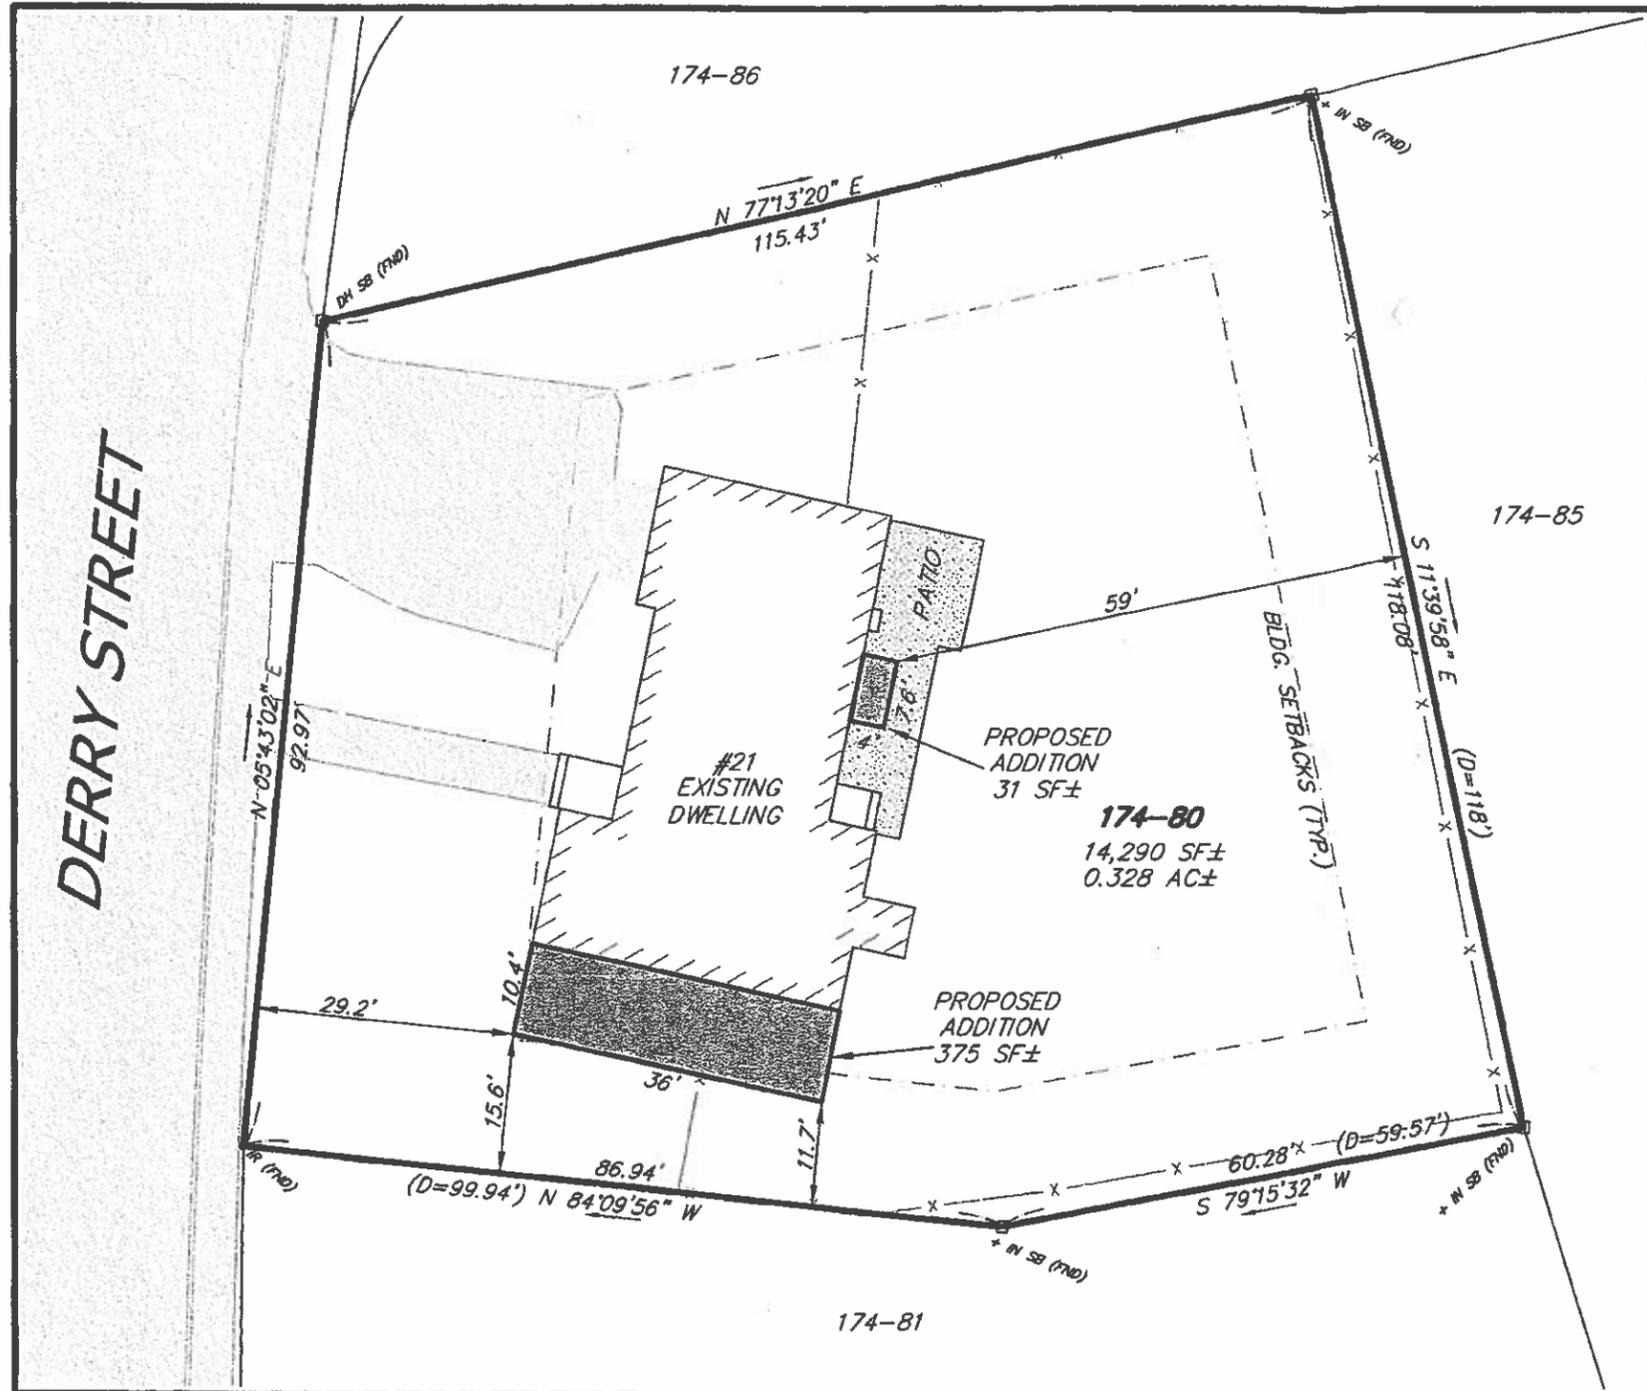 174-86
N 77°13'20" E
115.43'
+ IN SB (FND)
DH SB (FND)
DERRY STREET
N 05°43'02" E
92.97'
174-85
S 11°39'58" E
118.08'
(D=118')
59'
BLDG. SETBACKS (TYP.)
PATIO
7.8'
4'
PROPOSED
ADDITION
31 SF±
#21
EXISTING
DWELLING
174-80
14,290 SF±
0.328 AC±
10.4'
29.2'
PROPOSED
ADDITION
375 SF±
36'
15.6'
11.7'
IR (FND)
86.94'
(D=99.94') N 84°09'56" W
60.28' (D=59.57')
S 79°15'32" W
+ IN SB (FND)
+ IN SB (FND)
174-81